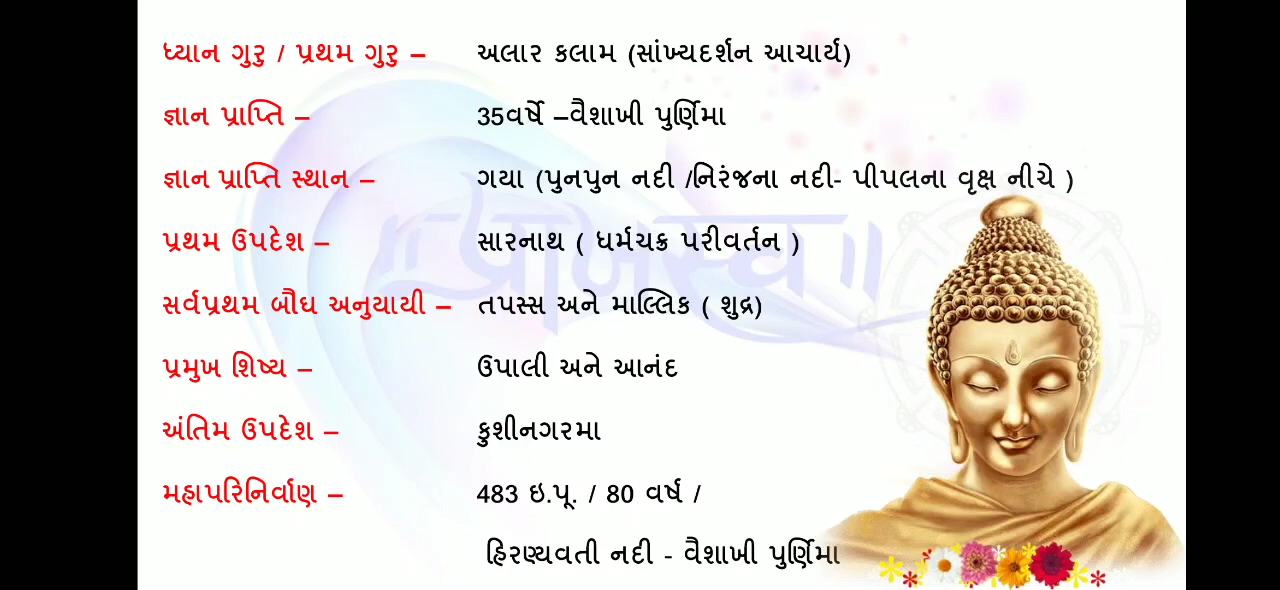 ધ્યાન ગુરુ / પ્રથમ ગુરુ – અલાર કલામ (સાંખ્યદર્શન આચાર્ય)
જ્ઞાન પ્રાપ્તિ – 35વર્ષે –વૈશાખી પુર્ણિમા
જ્ઞાન પ્રાપ્તિ સ્થાન – ગયા (પુનપુન નદી /નિરંજના નદી- પીપલના વૃક્ષ નીચે )
પ્રથમ ઉપદેશ – સારનાથ ( ધર્મચક્ર પરીવર્તન )
સર્વપ્રથમ બૌઘ અનુયાયી – તપસ્સ અને માલ્લિક ( શુદ્ર)
પ્રમુખ શિષ્ય – ઉપાલી અને આનંદ
અંતિમ ઉપદેશ – કુશીનગરમા
મહાપરિનિર્વાણ – 483 ઇ.પૂ. / 80 વર્ષ /
હિરણ્યવતી નદી - વૈશાખી પુર્ણિમા